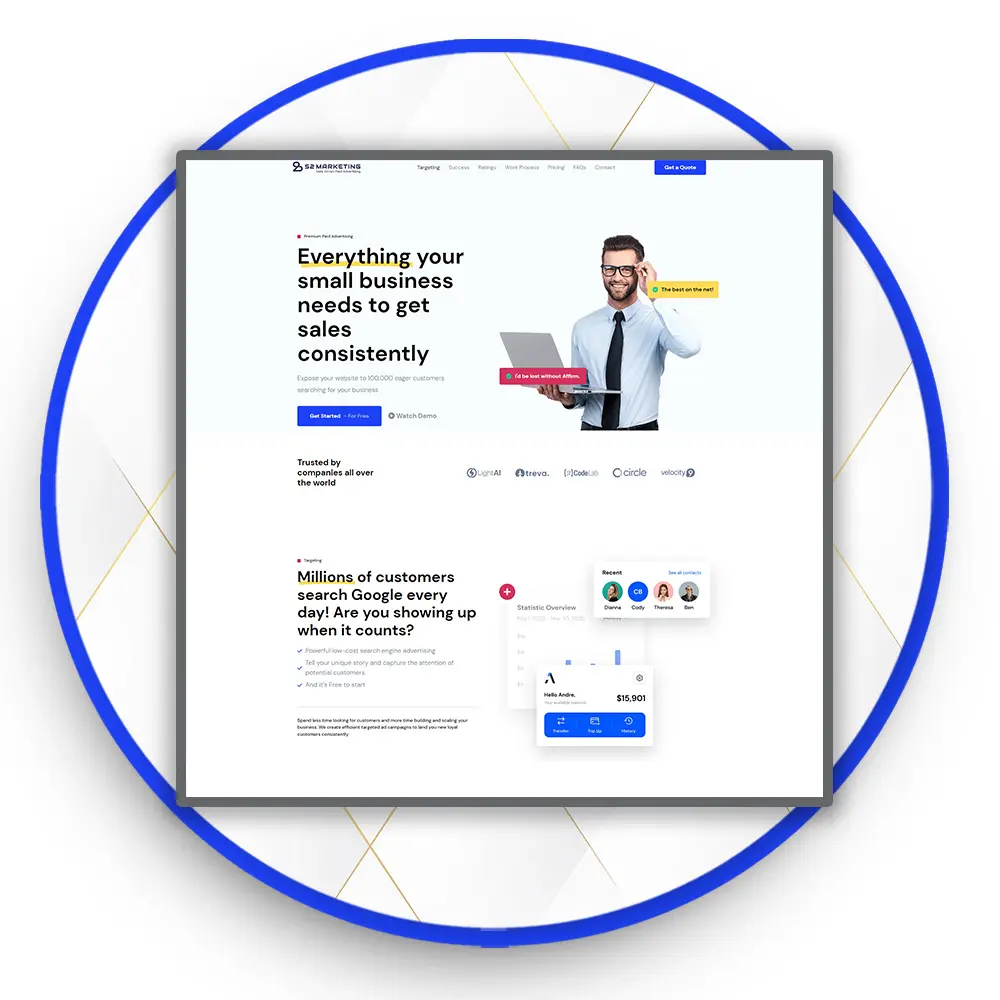 S2 MARKETING
Data Driven Paid Advertising
Targeting Success Ratings Work Process Pricing FAQs Contact
Get a Quote
Premium Paid Advertising
Everything your
small business
needs to get
sales
consistently
Expose your website to 100,000 eager customers
searching for your business
Get Started - For Free
Watch Demo
The best on the net!
I'd be lost without Affirm.
Trusted by
companies all over
the world
LightAI treva. CodeLab circle velocity9
Targeting
Millions of customers
search Google every
day! Are you showing up
when it counts?
Powerful low-cost search engine advertising
Tell your unique story and capture the attention of
potential customers
And it's Free to start
Spend less time looking for customers and more time building and scaling your
business. We create efficient targeted ad campaigns to land you new loyal
customers consistently.
Recent See all contacts
CB
Dianna Cody Theresa Ben
Statistic Overview
Hello Andre,
Your available balance
$15,901
Transfer Top Up History